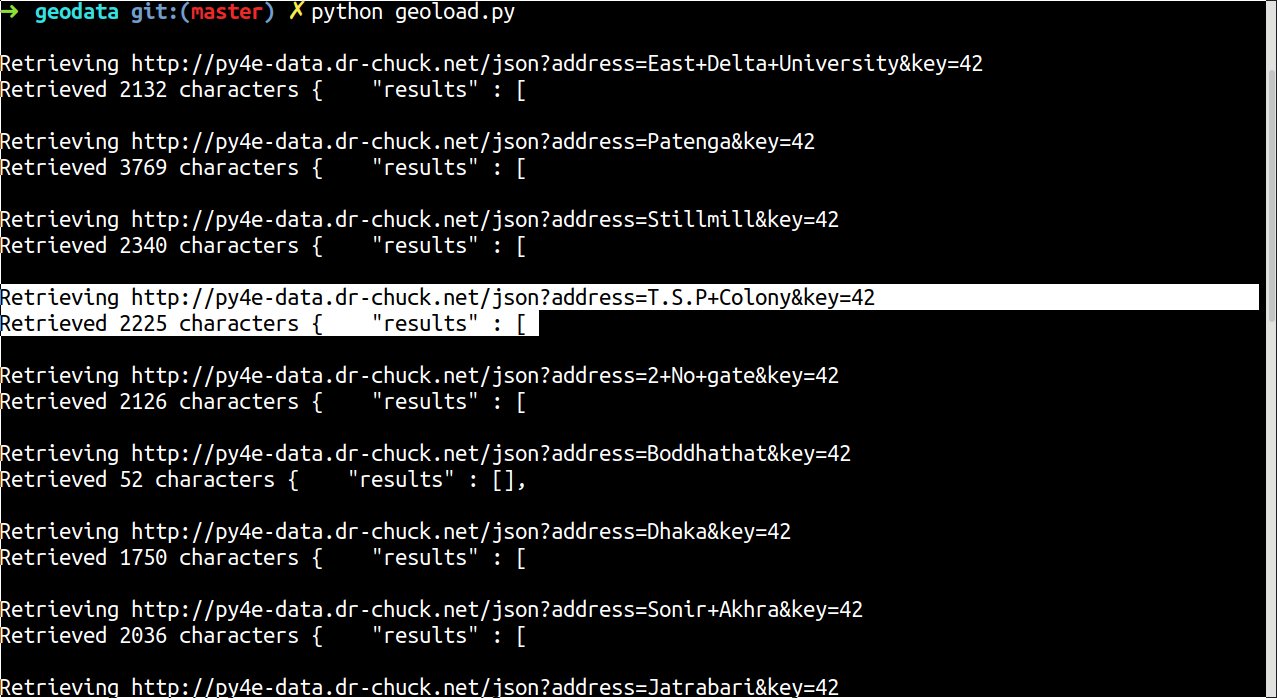 → geodata git:(master) ✗ python geoload.py
Retrieving http://py4e-data.dr-chuck.net/json?address=East+Delta+University&key=42
Retrieved 2132 characters {    "results" : [
Retrieving http://py4e-data.dr-chuck.net/json?address=Patenga&key=42
Retrieved 3769 characters {    "results" : [
Retrieving http://py4e-data.dr-chuck.net/json?address=Stillmill&key=42
Retrieved 2340 characters {    "results" : [
Retrieving http://py4e-data.dr-chuck.net/json?address=T.S.P+Colony&key=42
Retrieved 2225 characters {    "results" : [
Retrieving http://py4e-data.dr-chuck.net/json?address=2+No+gate&key=42
Retrieved 2126 characters {    "results" : [
Retrieving http://py4e-data.dr-chuck.net/json?address=Boddhathat&key=42
Retrieved 52 characters {    "results" : [],
Retrieving http://py4e-data.dr-chuck.net/json?address=Dhaka&key=42
Retrieved 1750 characters {    "results" : [
Retrieving http://py4e-data.dr-chuck.net/json?address=Sonir+Akhra&key=42
Retrieved 2036 characters {    "results" : [
Retrieving http://py4e-data.dr-chuck.net/json?address=Jatrabari&key=42